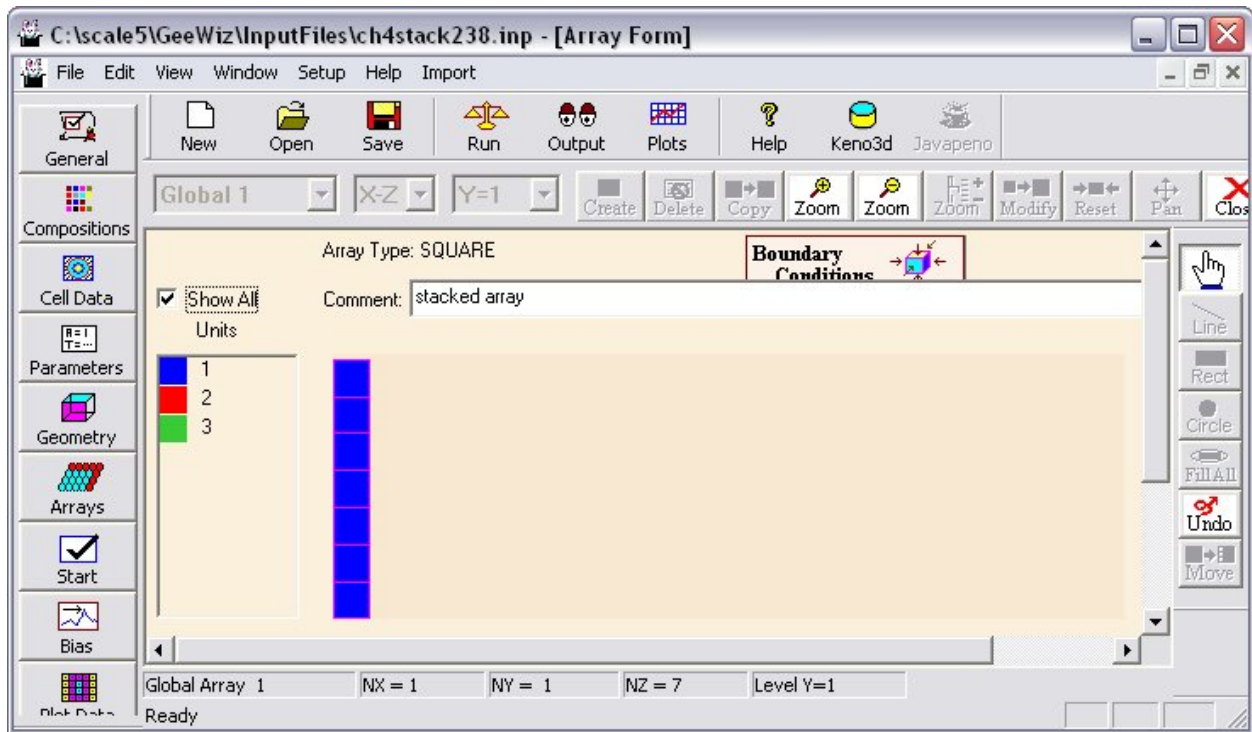 C:\scale5\GeeWiz\InputFiles\ch4stack238.inp - [Array Form]
File Edit View Window Setup Help Import
New Open Save Run Output Plots Help Keno3d Javapeno
Global 1 X-Z Y=1 Create Delete Copy Zoom Zoom Zoom Modify Reset Pan Clos
General
Compositions
Cell Data
Parameters
Geometry
Arrays
Start
Bias
Plot Data
Array Type: SQUARE
Boundary
Conditions
Show All
Comment: stacked array
Units
1
2
3
Line
Rect
Circle
Fill All
Undo
Move
Global Array 1 NX = 1 NY = 1 NZ = 7 Level Y=1
Ready